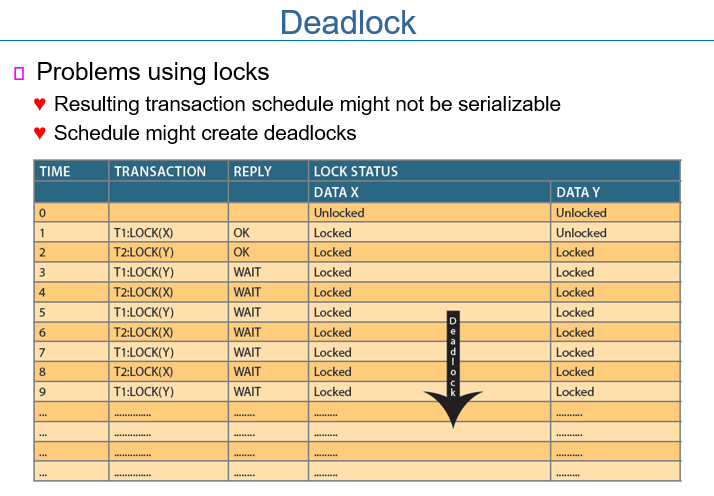 Deadlock
Problems using locks
Resulting transaction schedule might not be serializable
Schedule might create deadlocks
TIME TRANSACTION REPLY LOCK STATUS
DATA X DATA Y
0 Unlocked Unlocked
1 T1:LOCK(X) OK Locked Unlocked
2 T2:LOCK(Y) OK Locked Locked
3 T1:LOCK(Y) WAIT Locked Locked
4 T2:LOCK(X) WAIT Locked Locked
5 T1:LOCK(Y) WAIT Locked Locked
6 T2:LOCK(X) WAIT Locked Locked
7 T1:LOCK(Y) WAIT Locked Locked
8 T2:LOCK(X) WAIT Locked Locked
9 T1:LOCK(Y) WAIT Locked Locked
... .............. ........ ......... ..........
... .............. ........ ......... ..........
... .............. ........ ......... ..........
... .............. ........ ......... .........
Deadlock